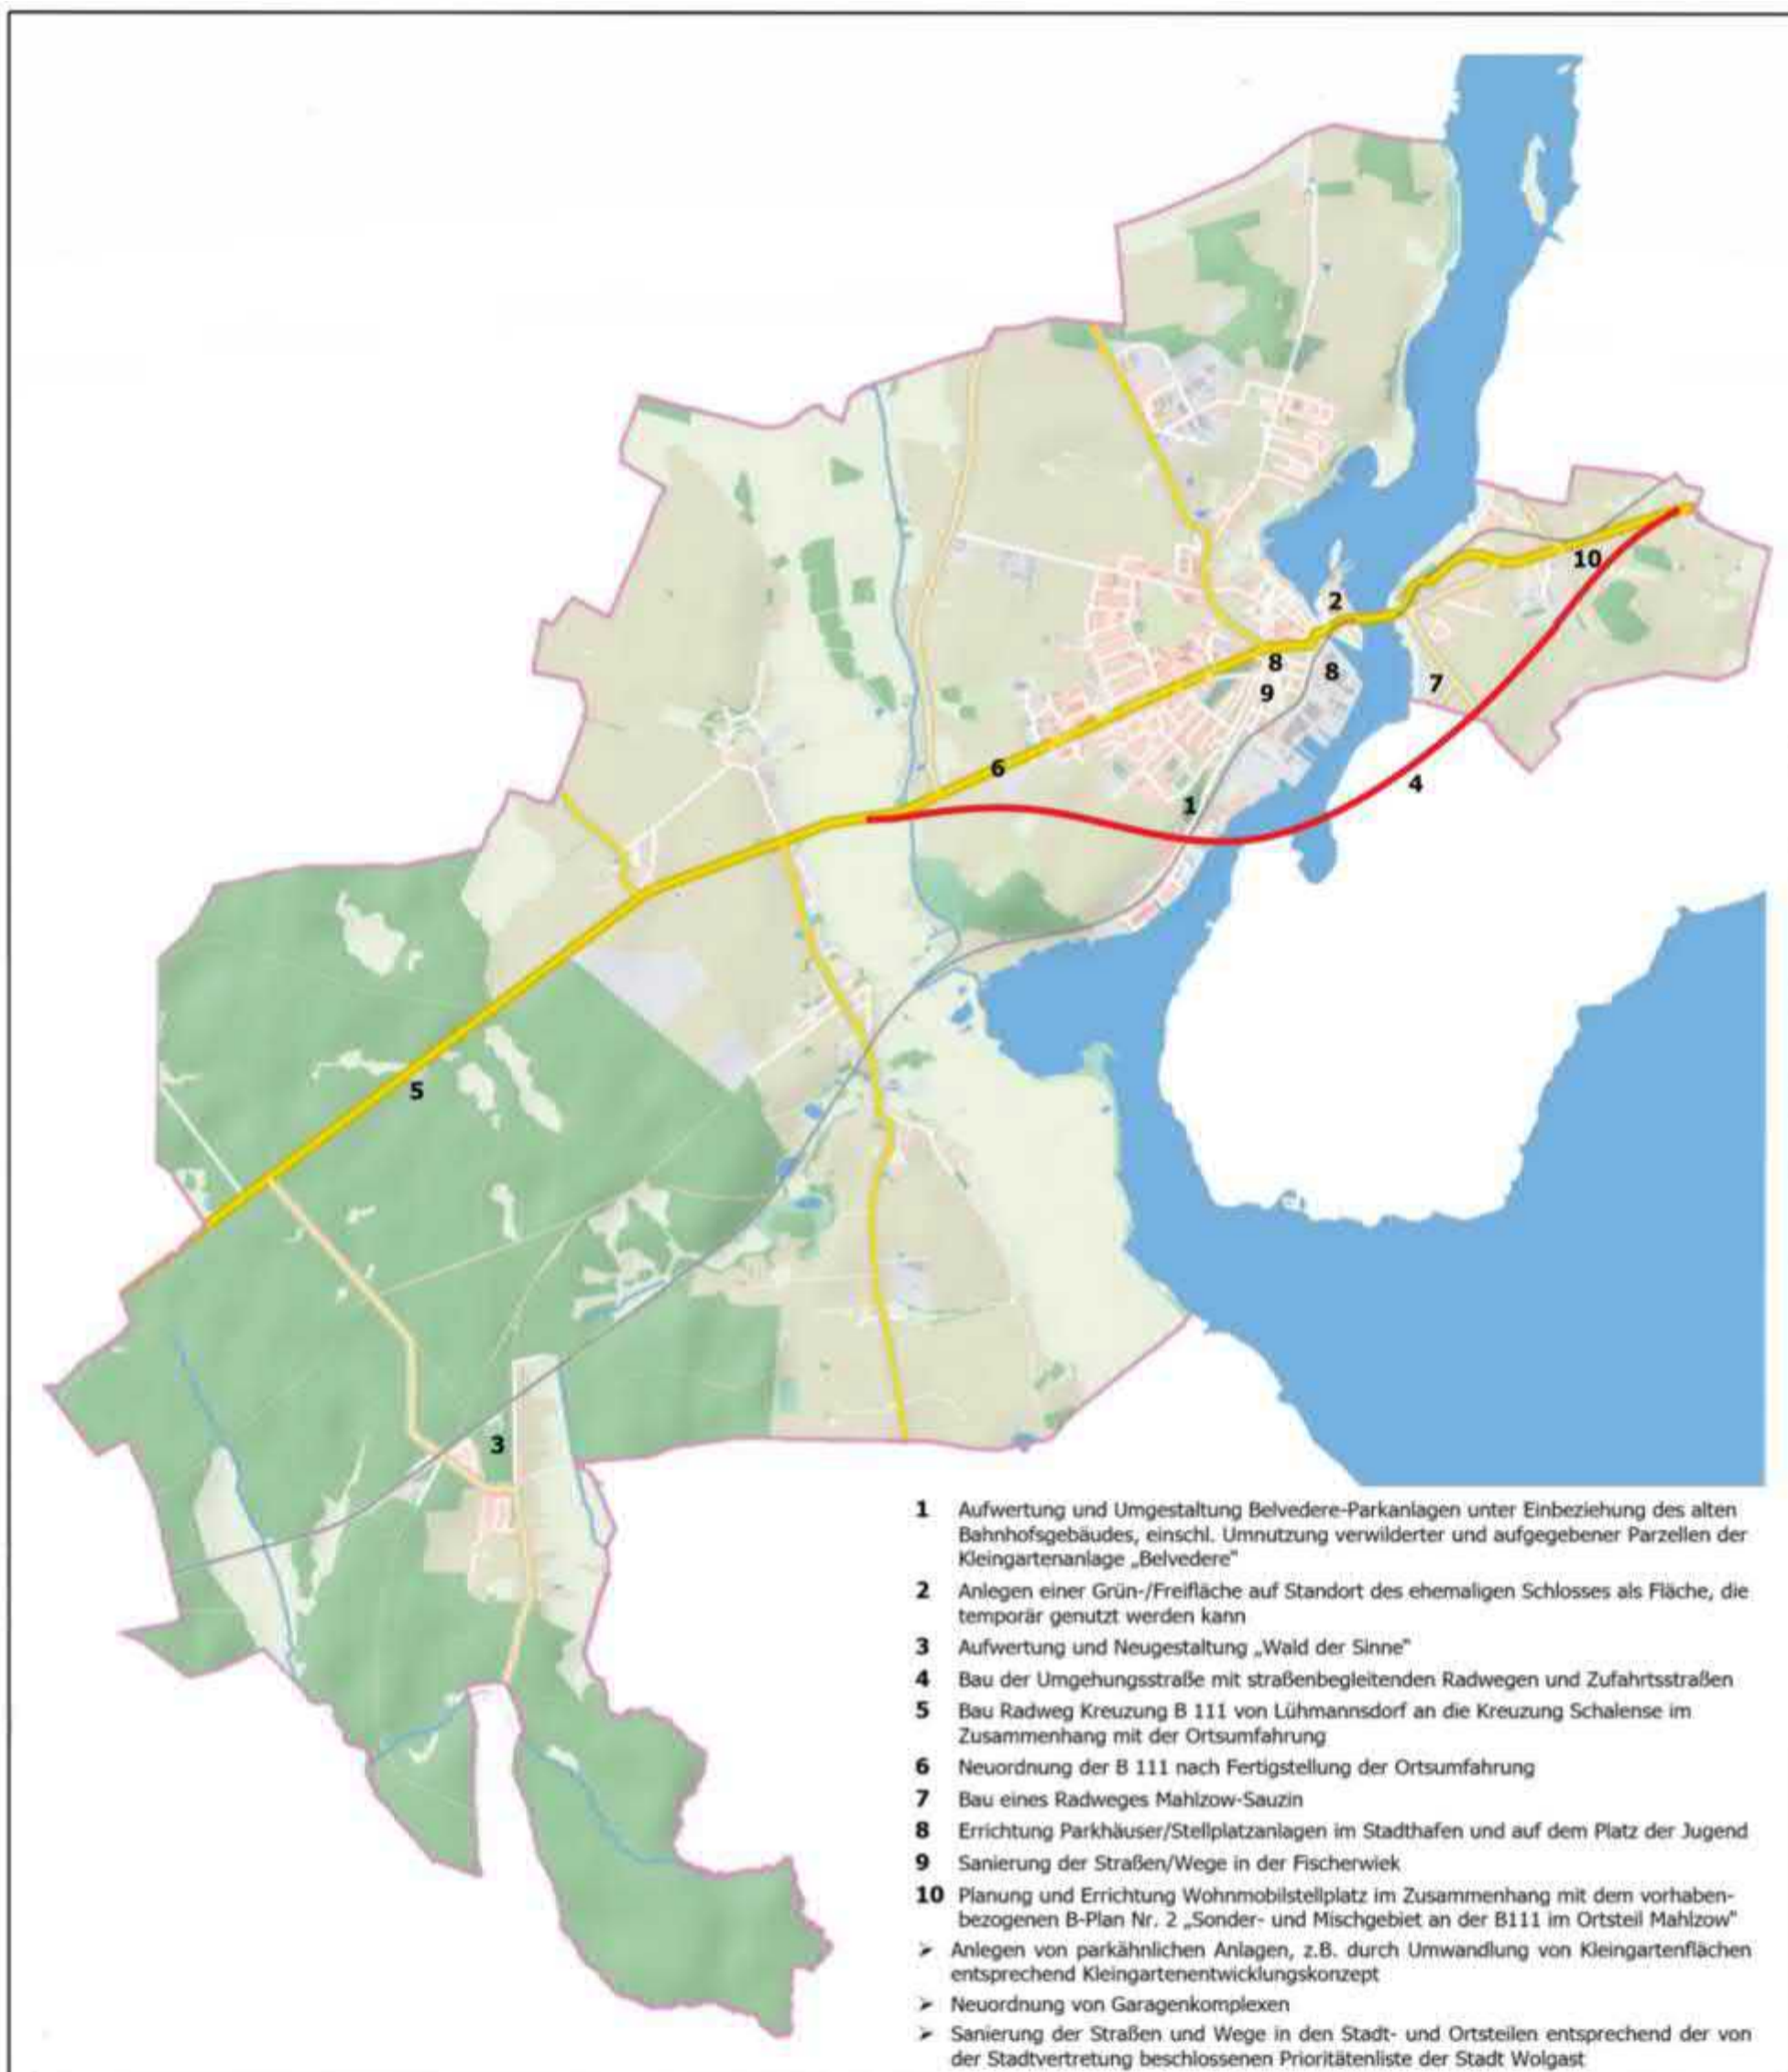 10
2
8
8
9
7
6
4
1
5
3
1 Aufwertung und Umgestaltung Belvedere-Parkanlagen unter Einbeziehung des alten
Bahnhofsgebäudes, einschl. Umnutzung verwilderter und aufgegebener Parzellen der
Kleingartenanlage „Belvedere"
2 Anlegen einer Grün-/Freifläche auf Standort des ehemaligen Schlosses als Fläche, die
temporär genutzt werden kann
3 Aufwertung und Neugestaltung „Wald der Sinne"
4 Bau der Umgehungsstraße mit straßenbegleitenden Radwegen und Zufahrtsstraßen
5 Bau Radweg Kreuzung B 111 von Lühmannsdorf an die Kreuzung Schalense im
Zusammenhang mit der Ortsumfahrung
6 Neuordnung der B 111 nach Fertigstellung der Ortsumfahrung
7 Bau eines Radweges Mahlzow-Sauzin
8 Errichtung Parkhäuser/Stellplatzanlagen im Stadthafen und auf dem Platz der Jugend
9 Sanierung der Straßen/Wege in der Fischerwiek
10 Planung und Errichtung Wohnmobilstellplatz im Zusammenhang mit dem vorhaben-
bezogenen B-Plan Nr. 2 „Sonder- und Mischgebiet an der B111 im Ortsteil Mahlzow"
➢ Anlegen von parkähnlichen Anlagen, z.B. durch Umwandlung von Kleingartenflächen
entsprechend Kleingartenentwicklungskonzept
➢ Neuordnung von Garagenkomplexen
➢ Sanierung der Straßen und Wege in den Stadt- und Ortsteilen entsprechend der von
der Stadtvertretung beschlossenen Prioritätenliste der Stadt Wolgast